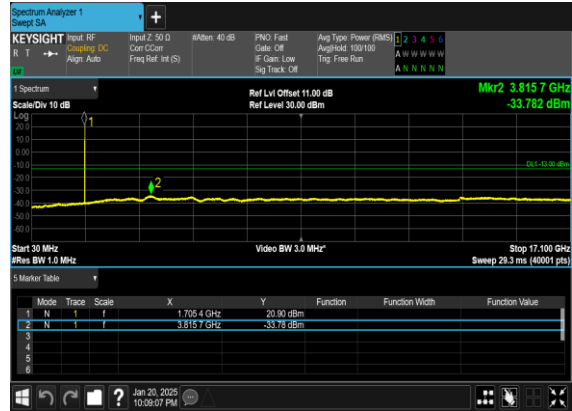 Spectrum Analyzer 1
Swept SA
+
KEYSIGHT Input: RF Input Z: 50 Ω #Atten: 40 dB PNO: Fast Avg Type: Power (RMS) 1 2 3 4 5 6
R T Coupling: DC Corr CCorr Gate: Off Avg|Hold: 100/100 A W W W W W
Align: Auto Freq Ref: Int (S) IF Gain: Low Trig: Free Run
Sig Track: Off A N N N N N
1 Spectrum Ref Lvl Offset 11.00 dB Mkr2 3.815 7 GHz
Scale/Div 10 dB Ref Level 30.00 dBm -33.782 dBm
Log
20.0
10.0
0.00
-10.0
DL1 -13.00 dBm
-20.0
-30.0
-40.0
-50.0
-60.0
1
2
Start 30 MHz Video BW 3.0 MHz* Stop 17.100 GHz
#Res BW 1.0 MHz Sweep 29.3 ms (40001 pts)
5 Marker Table
Mode Trace Scale X Y Function Function Width Function Value
1 N 1 f 1.705 4 GHz 20.90 dBm
2 N 1 f 3.815 7 GHz -33.78 dBm
3
4
5
6
? Jan 20, 2025
10:09:07 PM